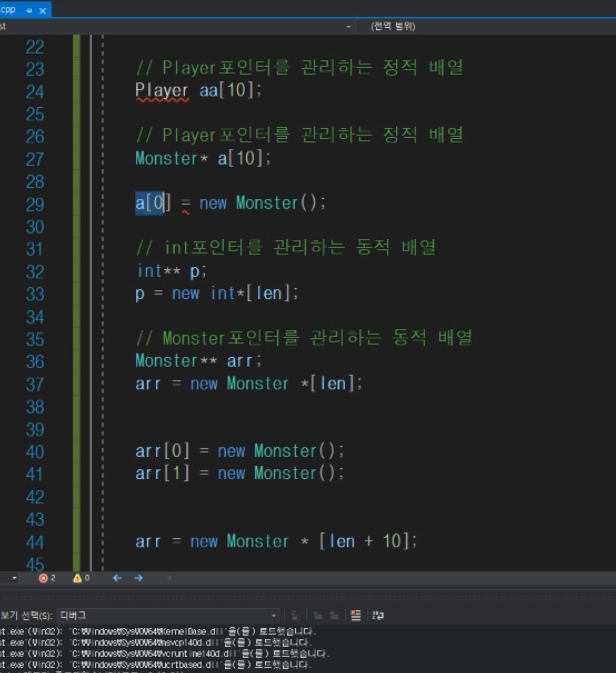 .cpp
(전역 범위)
22
23 // Player포인터를 관리하는 정적 배열
24 Player aa[10];
25
26 // Player포인터를 관리하는 정적 배열
27 Monster* a[10];
28
29 a[0] = new Monster();
30
31 // int포인터를 관리하는 동적 배열
32 int** p;
33 p = new int*[len];
34
35 // Monster포인터를 관리하는 동적 배열
36 Monster** arr;
37 arr = new Monster *[len];
38
39
40 arr[0] = new Monster();
41 arr[1] = new Monster();
42
43
44 arr = new Monster * [len + 10];
45
2 0
보기 선택(S): 디버그
st.exe'(Win32): 'C:\Windows\SysWOW64\KernelBase.dll'을(를) 로드했습니다.
st.exe'(Win32): 'C:\Windows\SysWOW64\msvcp140d.dll'을(를) 로드했습니다.
st.exe'(Win32): 'C:\Windows\SysWOW64\vcruntime140d.dll'을(를) 로드했습니다.
st.exe'(Win32): 'C:\Windows\SysWOW64\ucrtbased.dll'을(를) 로드했습니다.